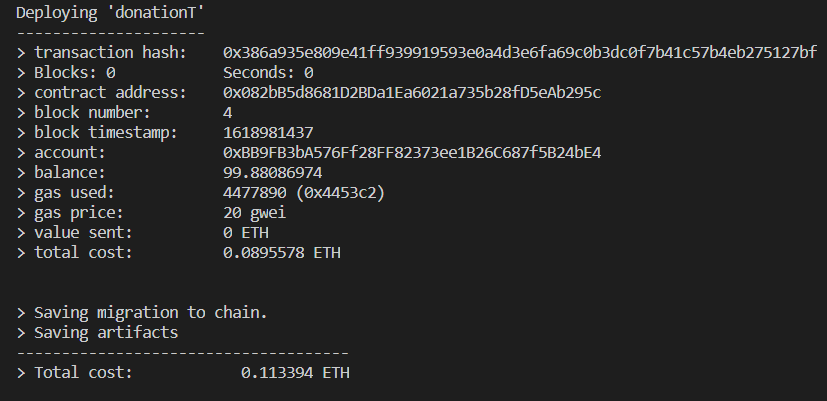 Deploying 'donationT'
---------------------
> transaction hash:    0x386a935e809e41ff939919593e0a4d3e6fa69c0b3dc0f7b41c57b4eb275127bf
> Blocks: 0            Seconds: 0
> contract address:    0x082bB5d8681D2BDa1Ea6021a735b28fD5eAb295c
> block number:        4
> block timestamp:     1618981437
> account:             0xBB9FB3bA576Ff28FF82373ee1B26C687f5B24bE4
> balance:             99.88086974
> gas used:            4477890 (0x4453c2)
> gas price:           20 gwei
> value sent:          0 ETH
> total cost:          0.0895578 ETH
> Saving migration to chain.
> Saving artifacts
-------------------------------------
> Total cost:            0.113394 ETH